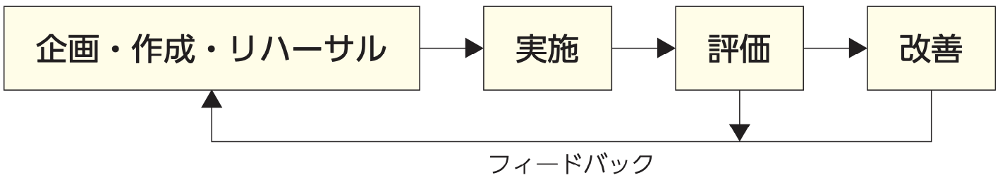 企画・作成・リハーサル
実施
評価
改善
フィードバック